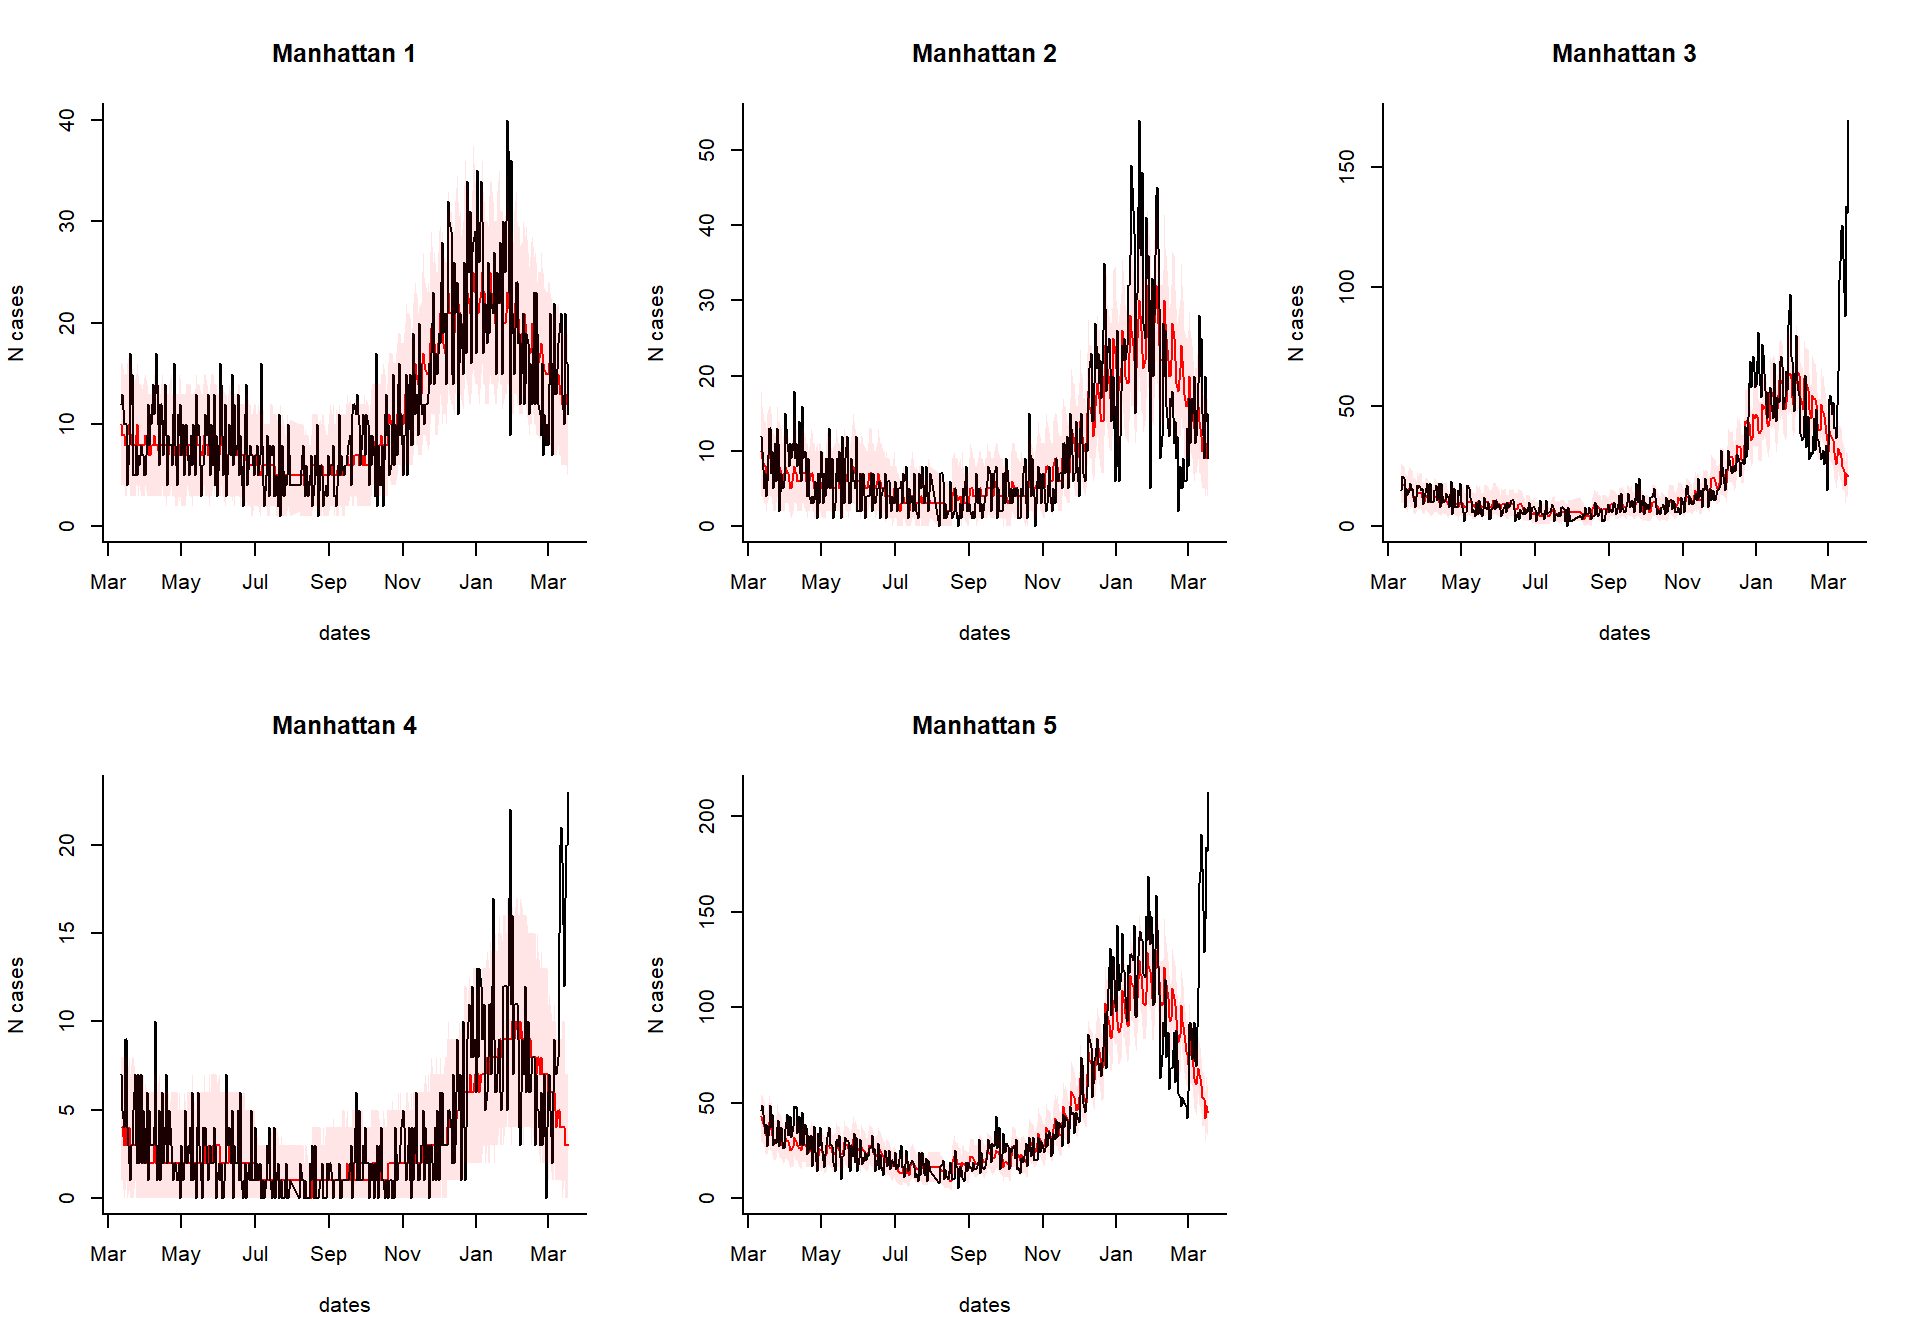 Manhattan 1
N cases
40
30
20
10
0
Mar May Jul Sep Nov Jan Mar
dates
Manhattan 2
N cases
50
40
30
20
10
0
Mar May Jul Sep Nov Jan Mar
dates
Manhattan 3
N cases
150
100
50
0
Mar May Jul Sep Nov Jan Mar
dates
Manhattan 4
N cases
20
15
10
5
0
Mar May Jul Sep Nov Jan Mar
dates
Manhattan 5
N cases
200
150
100
50
0
Mar May Jul Sep Nov Jan Mar
dates